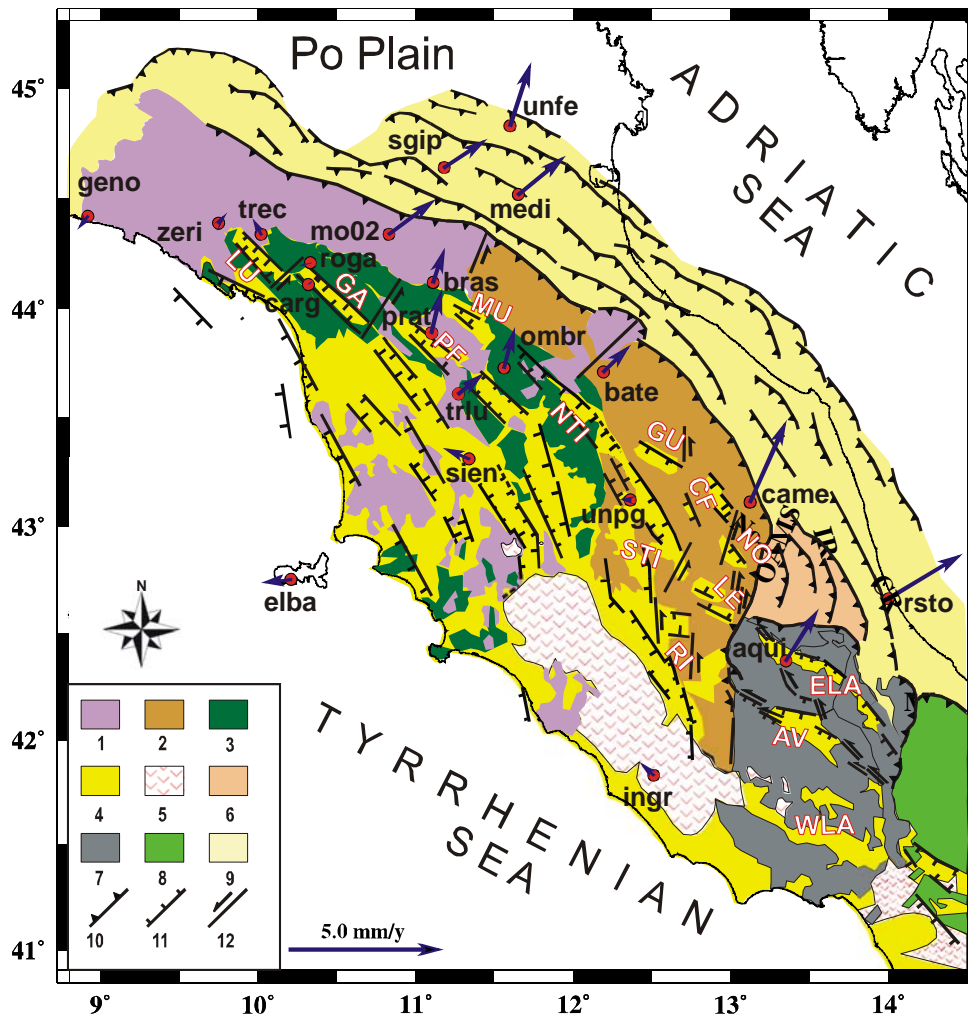 Po Plain
45°
ADRIATIC
SEA
unfe
sgip
medi
geno
zeri
trec
mo02
roga
LU
GA
carg
bras
MU
44°
prat
PF
ombr
trlu
bate
NTI
GU
sien
CF
came
43°
unpg
STI
NO
LE
elba
N
rsto
RI
aqui
ELA
AV
42°
TYRRHENIAN
SEA
ingr
WLA
1 2 3
4 5 6
7 8 9
10 11 12
5.0 mm/y
41°
9° 10° 11° 12° 13° 14°